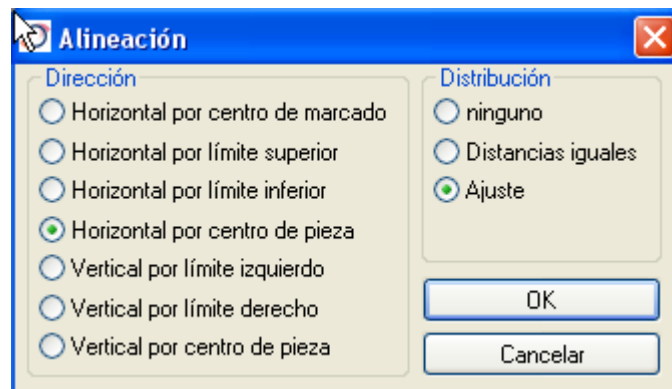 Alineación
Dirección
Horizontal por centro de marcado
Horizontal por límite superior
Horizontal por límite inferior
Horizontal por centro de pieza
Vertical por límite izquierdo
Vertical por límite derecho
Vertical por centro de pieza
Distribución
ninguno
Distancias iguales
Ajuste
OK
Cancelar